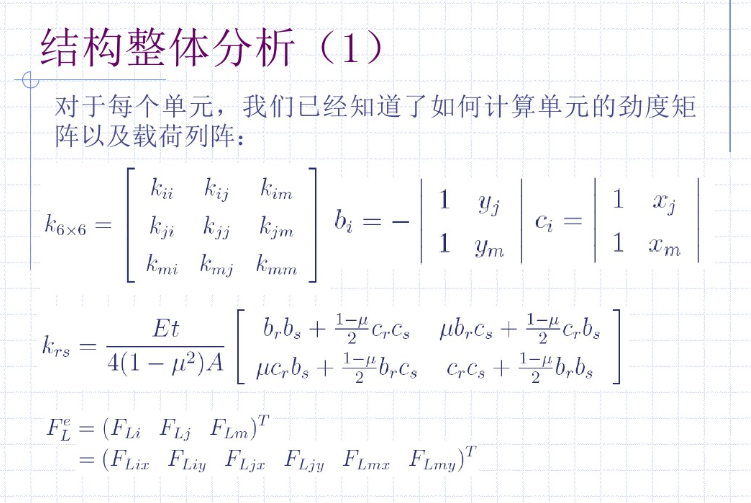 结构整体分析（1）
对于每个单元，我们已经知道了如何计算单元的劲度矩
阵以及载荷列阵：
$k_{6\times 6} = \begin{bmatrix} k_{ii} & k_{ij} & k_{im} \\ k_{ji} & k_{jj} & k_{jm} \\ k_{mi} & k_{mj} & k_{mm} \end{bmatrix}$ $b_i = -\begin{vmatrix} 1 & y_j \\ 1 & y_m \end{vmatrix}$ $c_i = \begin{vmatrix} 1 & x_j \\ 1 & x_m \end{vmatrix}$
$k_{rs} = \frac{Et}{4(1-\mu^2)A} \begin{bmatrix} b_r b_s + \frac{1-\mu}{2} c_r c_s & \mu b_r c_s + \frac{1-\mu}{2} c_r b_s \\ \mu c_r b_s + \frac{1-\mu}{2} b_r c_s & c_r c_s + \frac{1-\mu}{2} b_r b_s \end{bmatrix}$
$F_L^e = (F_{Li} \quad F_{Lj} \quad F_{Lm})^T$
$= (F_{Lix} \quad F_{Liy} \quad F_{Ljx} \quad F_{Ljy} \quad F_{Lmx} \quad F_{Lmy})^T$